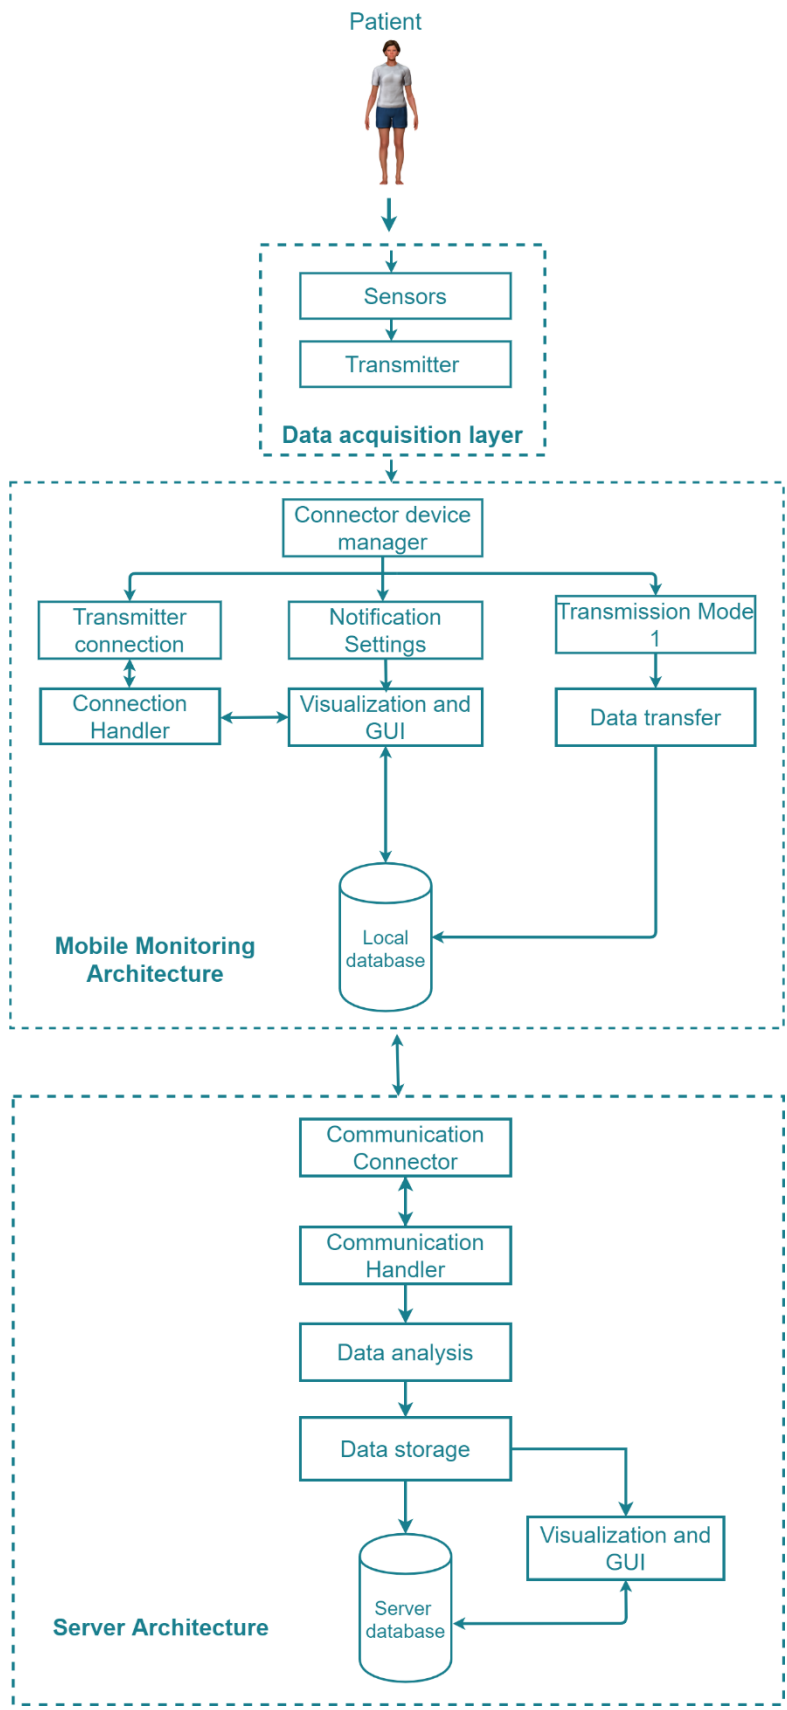 Patient
Sensors
Transmitter
Data acquisition layer
Connector device
manager
Transmitter
connection
Notification
Settings
Transmission Mode
1
Connection
Handler
Visualization and
GUI
Data transfer
Local
database
Mobile Monitoring
Architecture
Communication
Connector
Communication
Handler
Data analysis
Data storage
Visualization and
GUI
Server
database
Server Architecture